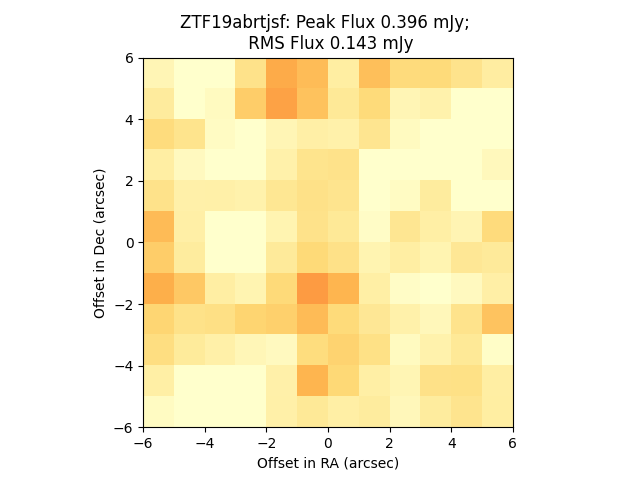 ZTF19abrtjsf: Peak Flux 0.396 mJy;
RMS Flux 0.143 mJy
6
4
2
0
−2
−4
−6
Offset in Dec (arcsec)
−6 −4 −2 0 2 4 6
Offset in RA (arcsec)